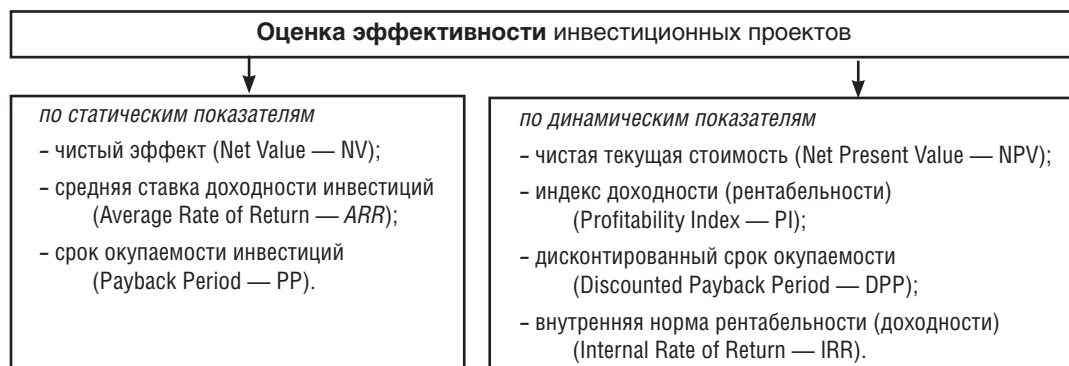 Оценка эффективности инвестиционных проектов
по статическим показателям
– чистый эффект (Net Value — NV);
– средняя ставка доходности инвестиций
(Average Rate of Return — ARR);
– срок окупаемости инвестиций
(Payback Period — PP).
по динамическим показателям
– чистая текущая стоимость (Net Present Value — NPV);
– индекс доходности (рентабельности)
(Profitability Index — PI);
– дисконтированный срок окупаемости
(Discounted Payback Period — DPP);
– внутренняя норма рентабельности (доходности)
(Internal Rate of Return — IRR).